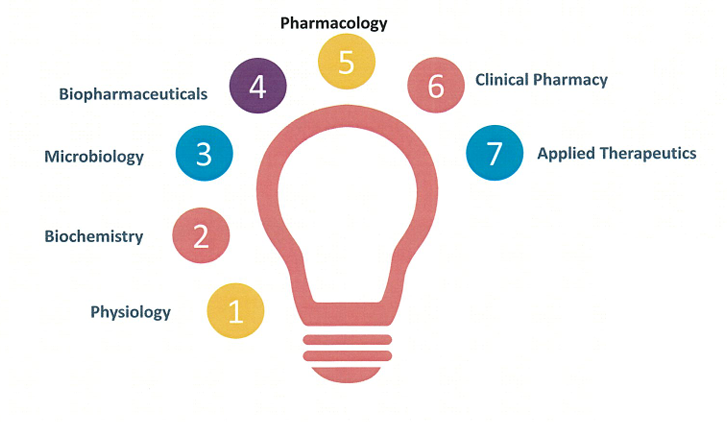 Pharmacology
5
4
6
Clinical Pharmacy
Biopharmaceuticals
Microbiology
3
7
Applied Therapeutics
Biochemistry
2
Physiology
1